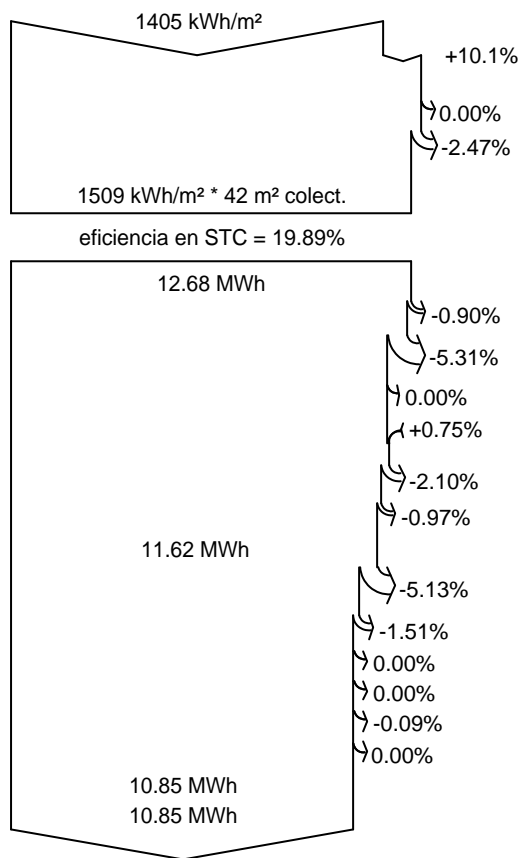 1405 kWh/m²
+10.1%
0.00%
-2.47%
1509 kWh/m² * 42 m² colect.
eficiencia en STC = 19.89%
12.68 MWh
-0.90%
-5.31%
0.00%
+0.75%
-2.10%
-0.97%
11.62 MWh
-5.13%
-1.51%
0.00%
0.00%
-0.09%
0.00%
10.85 MWh
10.85 MWh